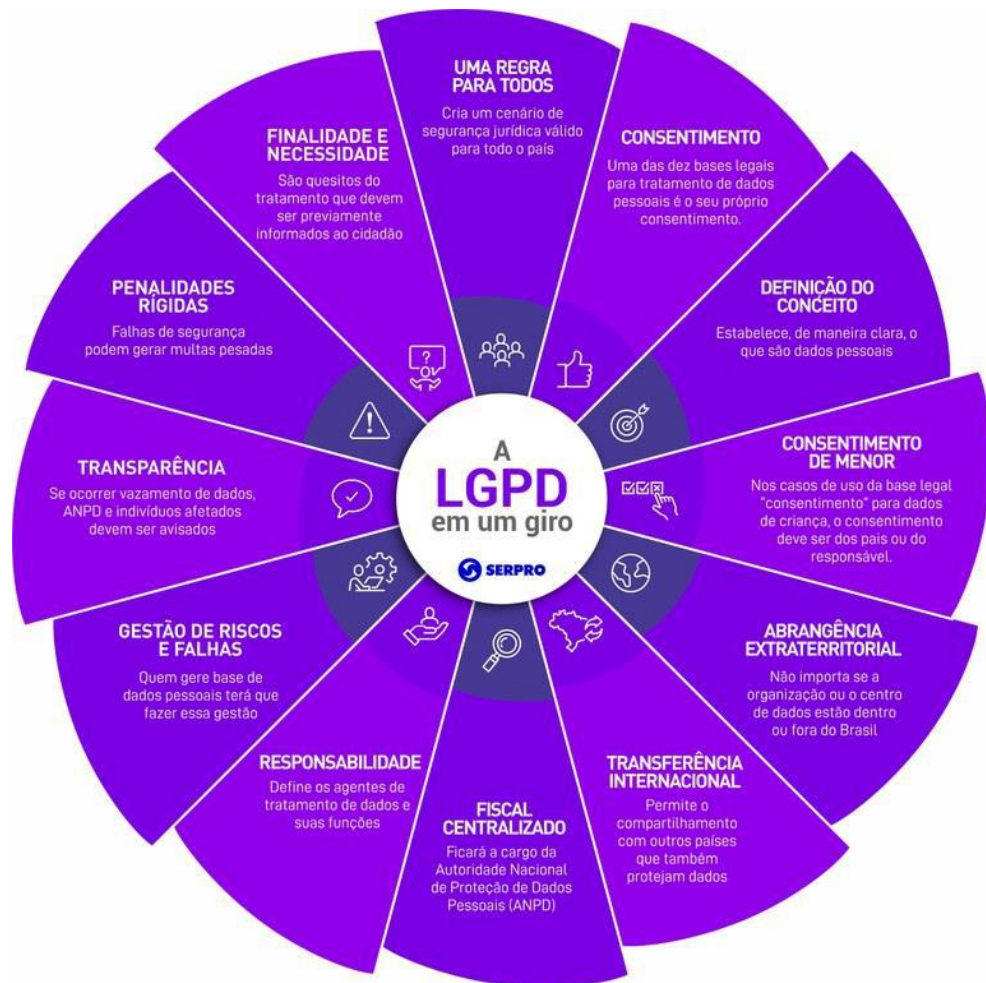 A
LGPD
em um giro
SERPRO
UMA REGRA
PARA TODOS
Cria um cenário de
segurança jurídica válido
para todo o país
CONSENTIMENTO
Uma das dez bases legais
para tratamento de dados
pessoais é o seu próprio
consentimento.
DEFINIÇÃO DO
CONCEITO
Estabelece, de maneira clara, o
que são dados pessoais
CONSENTIMENTO
DE MENOR
Nos casos de uso da base legal
"consentimento" para dados
de criança, o consentimento
deve ser dos pais ou do
responsável.
ABRANGÊNCIA
EXTRATERRITORIAL
Não importa se a
organização ou o centro
de dados estão dentro
ou fora do Brasil
TRANSFERÊNCIA
INTERNACIONAL
Permite o
compartilhamento
com outros países
que também
protejam dados
FISCAL
CENTRALIZADO
Ficará a cargo da
Autoridade Nacional
de Proteção de Dados
Pessoais (ANPD)
RESPONSABILIDADE
Define os agentes de
tratamento de dados e
suas funções
GESTÃO DE RISCOS
E FALHAS
Quem gere base de
dados pessoais terá que
fazer essa gestão
TRANSPARÊNCIA
Se ocorrer vazamento de dados,
ANPD e indivíduos afetados
devem ser avisados
PENALIDADES
RÍGIDAS
Falhas de segurança
podem gerar multas pesadas
FINALIDADE E
NECESSIDADE
São quesitos do
tratamento que devem
ser previamente
informados ao cidadão